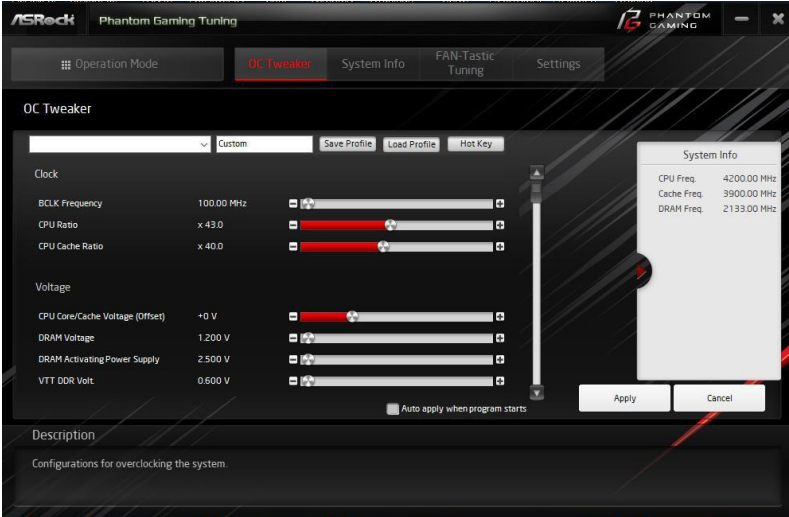 ASRock Phantom Gaming Tuning PHANTOM GAMING
Operation Mode OC Tweaker System Info FAN-Tastic Tuning Settings
OC Tweaker
Custom Save Profile Load Profile Hot Key
System Info
Clock
CPU Freq. 4200.00 MHz
Cache Freq. 3900.00 MHz
DRAM Freq. 2133.00 MHz
BCLK Frequency 100.00 MHz
CPU Ratio x 43.0
CPU Cache Ratio x 40.0
Voltage
CPU Core/Cache Voltage (Offset) +0 V
DRAM Voltage 1.200 V
DRAM Activating Power Supply 2.500 V
VTT DDR Volt. 0.600 V
Auto apply when program starts
Apply Cancel
Description
Configurations for overclocking the system.